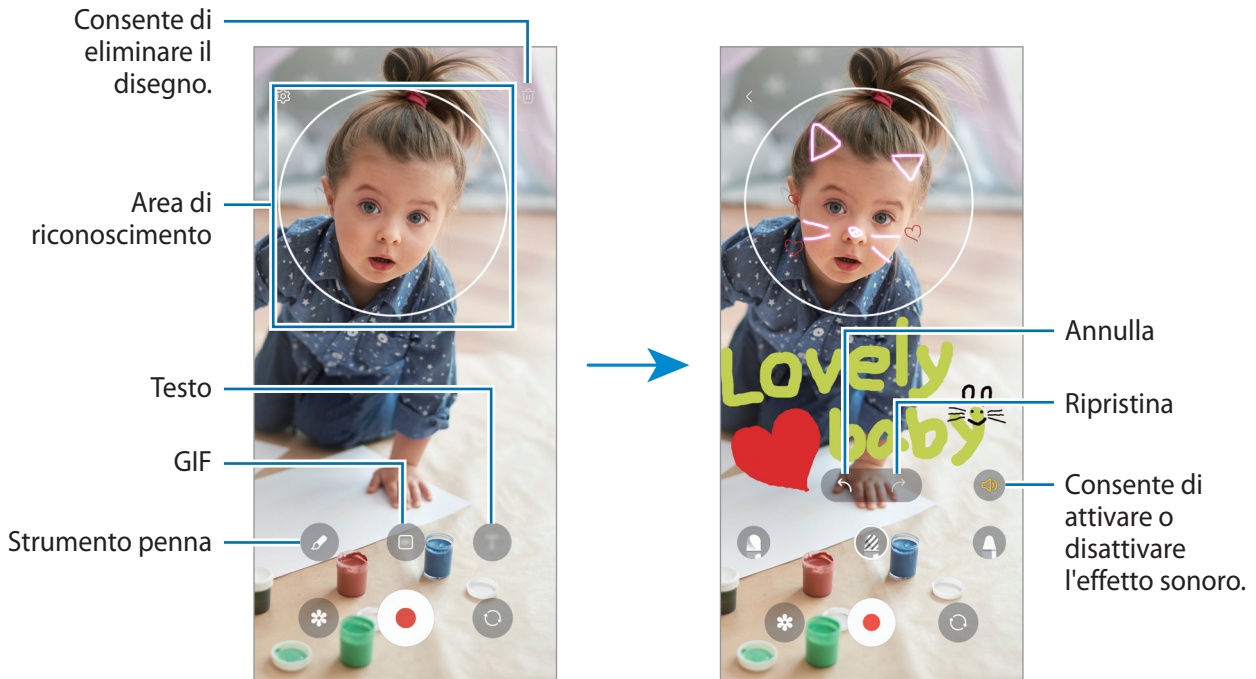 Consente di
eliminare il
disegno.
Area di
riconoscimento
Testo
GIF
Strumento penna
T
Lovely
baby
Annulla
Ripristina
Consente di
attivare o
disattivare
l'effetto sonoro.